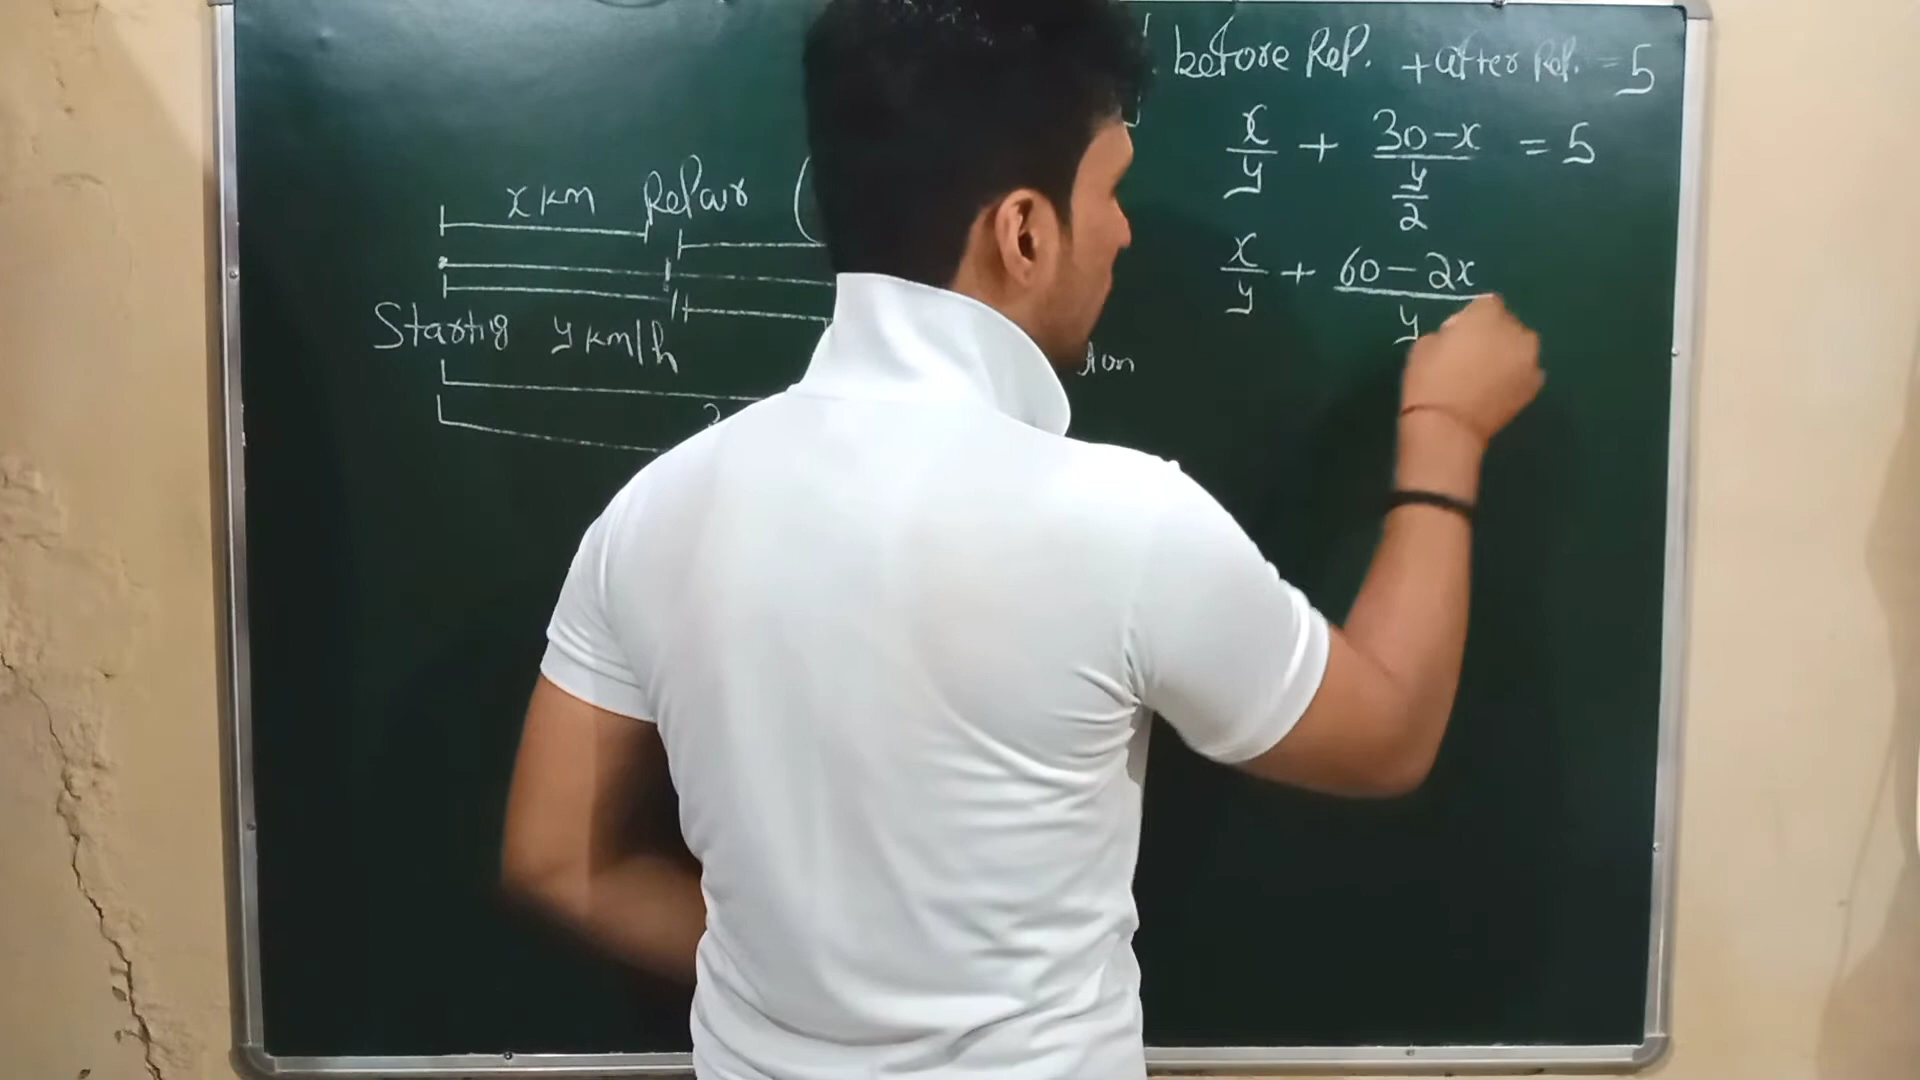 before Rep. + after Rep. = 5
x/y + (30-x)/(y/2) = 5
x/y + (60-2x)/y
x km Repair (
Starting y km/h